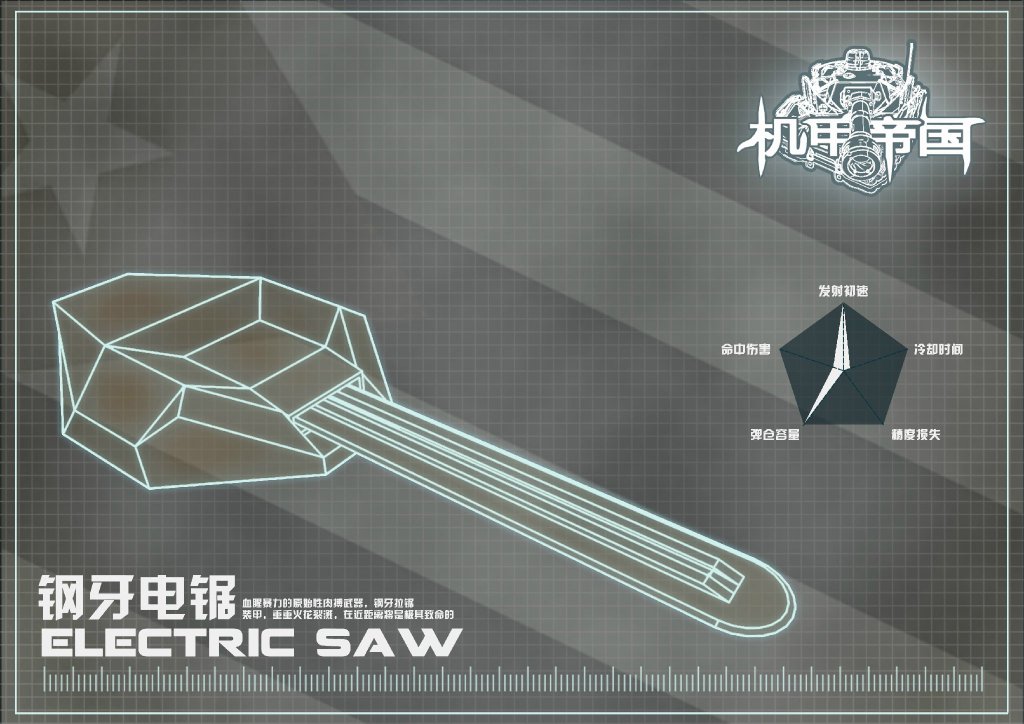 机甲帝国
发射初速
命中伤害
冷却时间
弹仓容量
精度损失
钢牙电锯
血腥暴力的原始性肉搏武器，钢牙拉锯
装甲，重重火花裂溅，在近距离将是极其致命的
ELECTRIC SAW